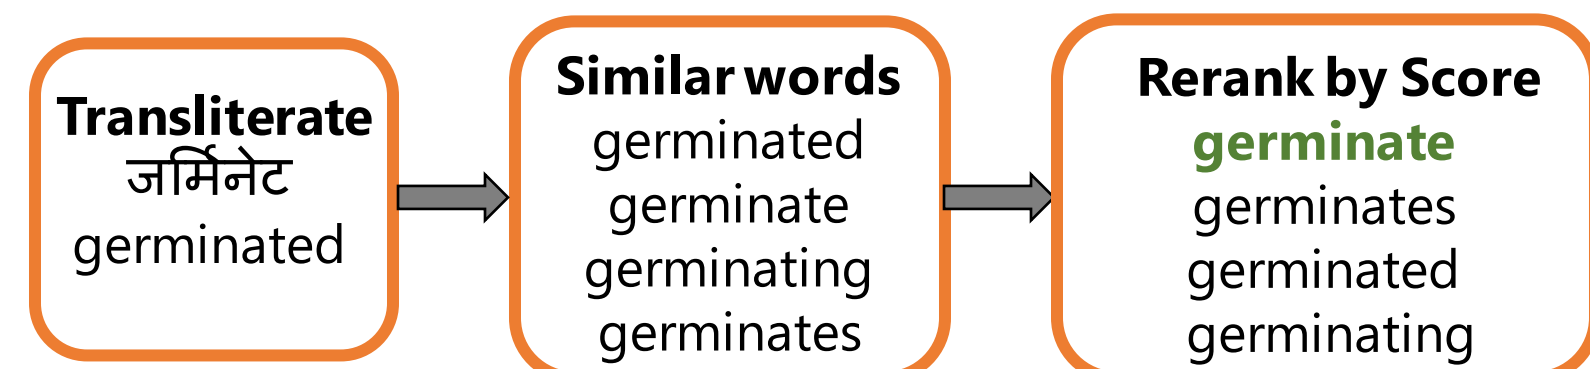 Transliterate
जर्मिनेट
germinated
Similar words
germinated
germinate
germinating
germinates
Rerank by Score
germinate
germinates
germinated
germinating